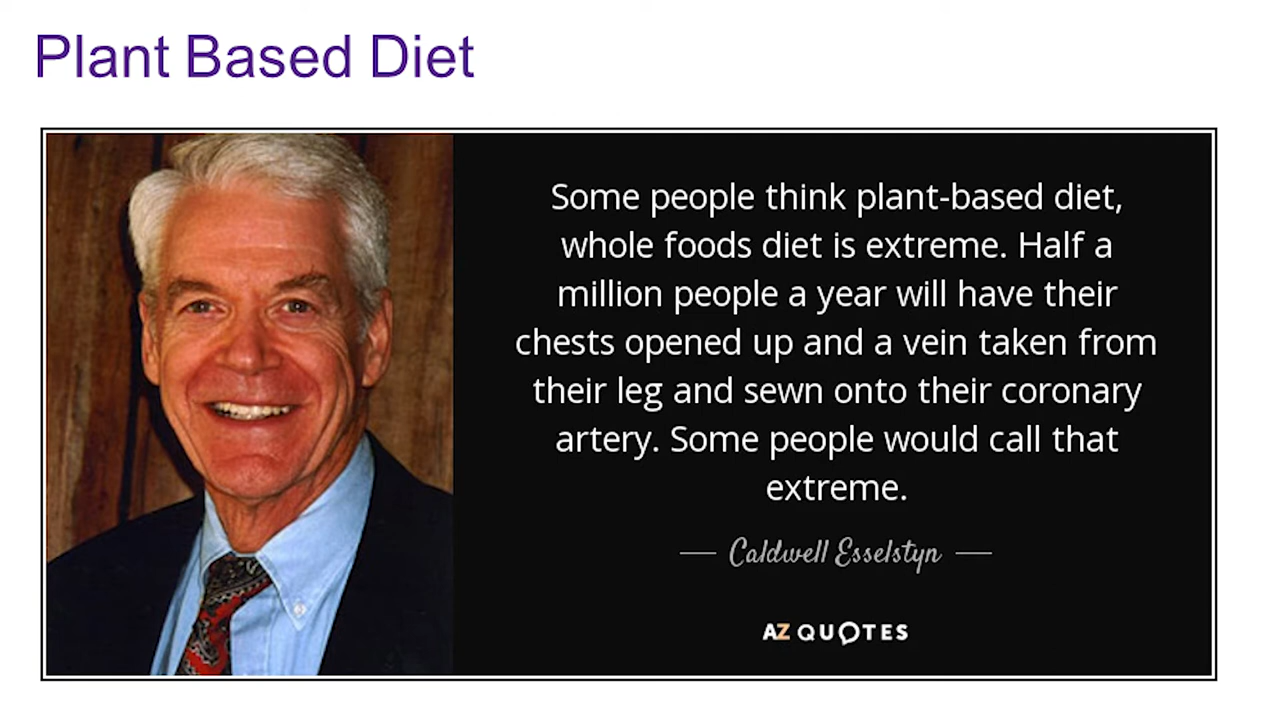 Plant Based Diet
Some people think plant-based diet,
whole foods diet is extreme. Half a
million people a year will have their
chests opened up and a vein taken from
their leg and sewn onto their coronary
artery. Some people would call that
extreme.
Caldwell Esselstyn
AZ QUOTES